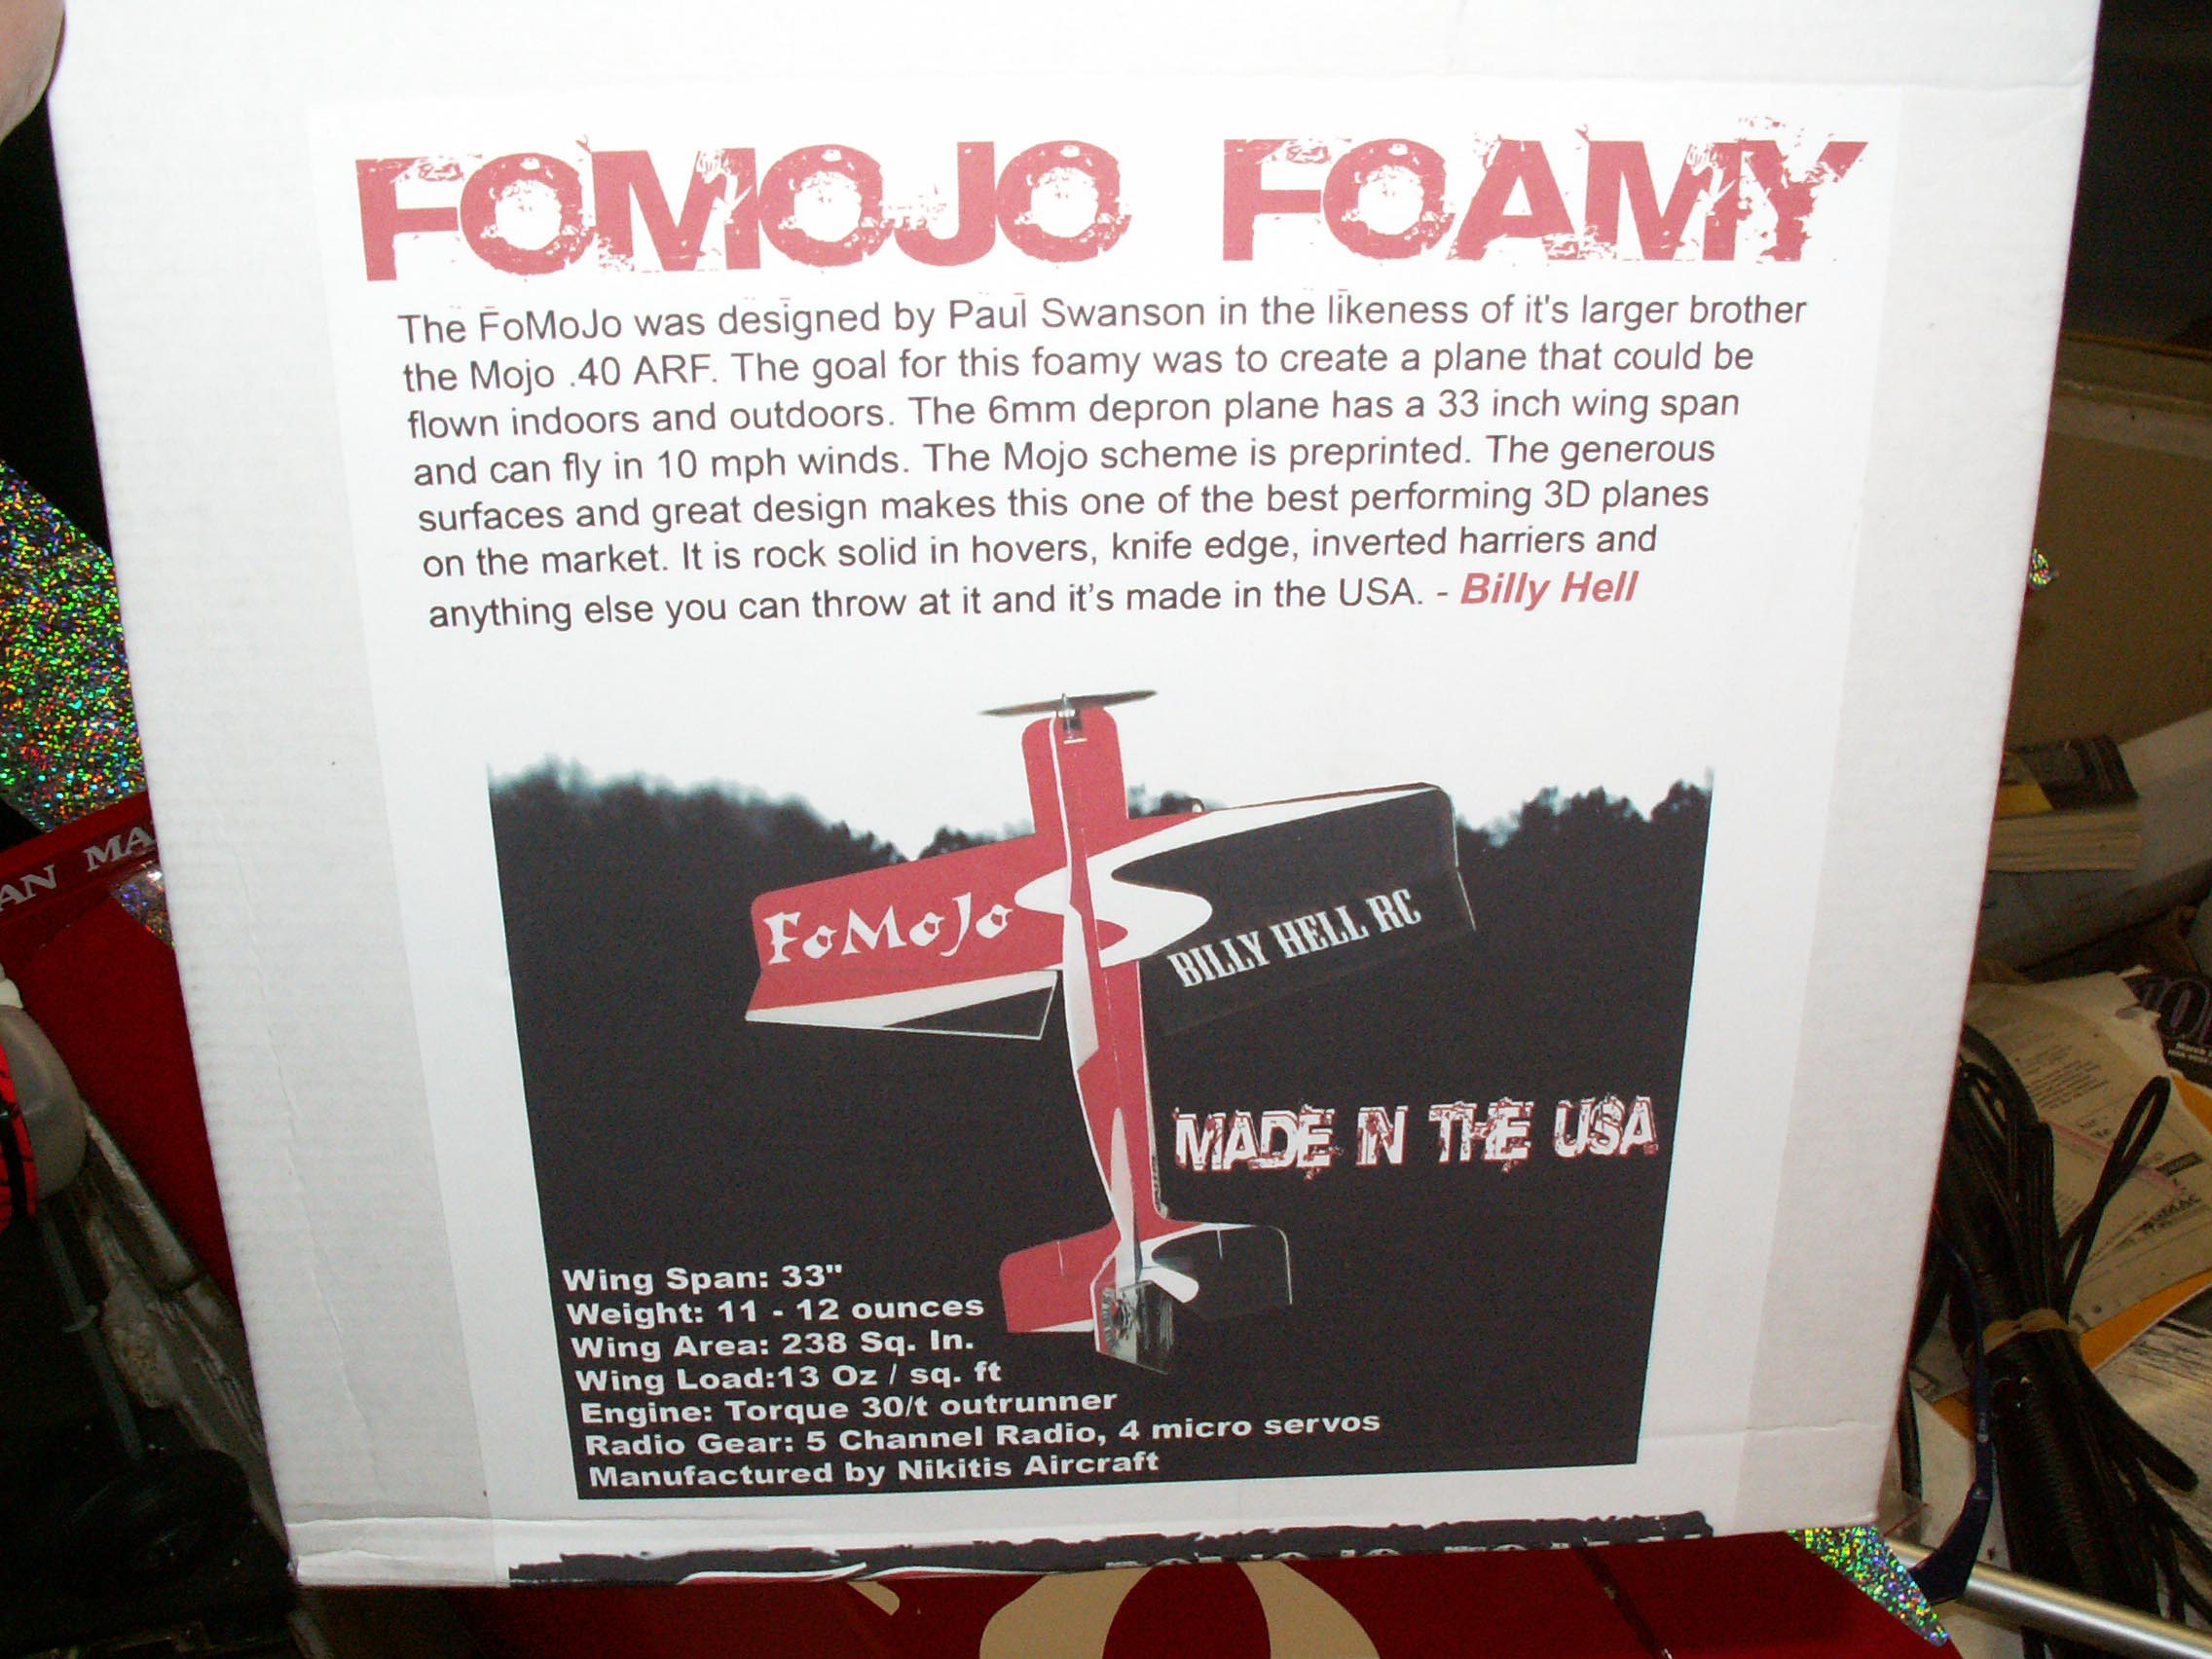 FOMOJO FOAMY
The FoMoJo was designed by Paul Swanson in the likeness of it's larger brother
the Mojo .40 ARF. The goal for this foamy was to create a plane that could be
flown indoors and outdoors. The 6mm depron plane has a 33 inch wing span
and can fly in 10 mph winds. The Mojo scheme is preprinted. The generous
surfaces and great design makes this one of the best performing 3D planes
on the market. It is rock solid in hovers, knife edge, inverted harriers and
anything else you can throw at it and it's made in the USA. - Billy Hell
FoMoJo
BILLY HELL RC
MADE IN THE USA
Wing Span: 33"
Weight: 11 - 12 ounces
Wing Area: 238 Sq. In.
Wing Load:13 Oz / sq. ft
Engine: Torque 30/t outrunner
Radio Gear: 5 Channel Radio, 4 micro servos
Manufactured by Nikitis Aircraft